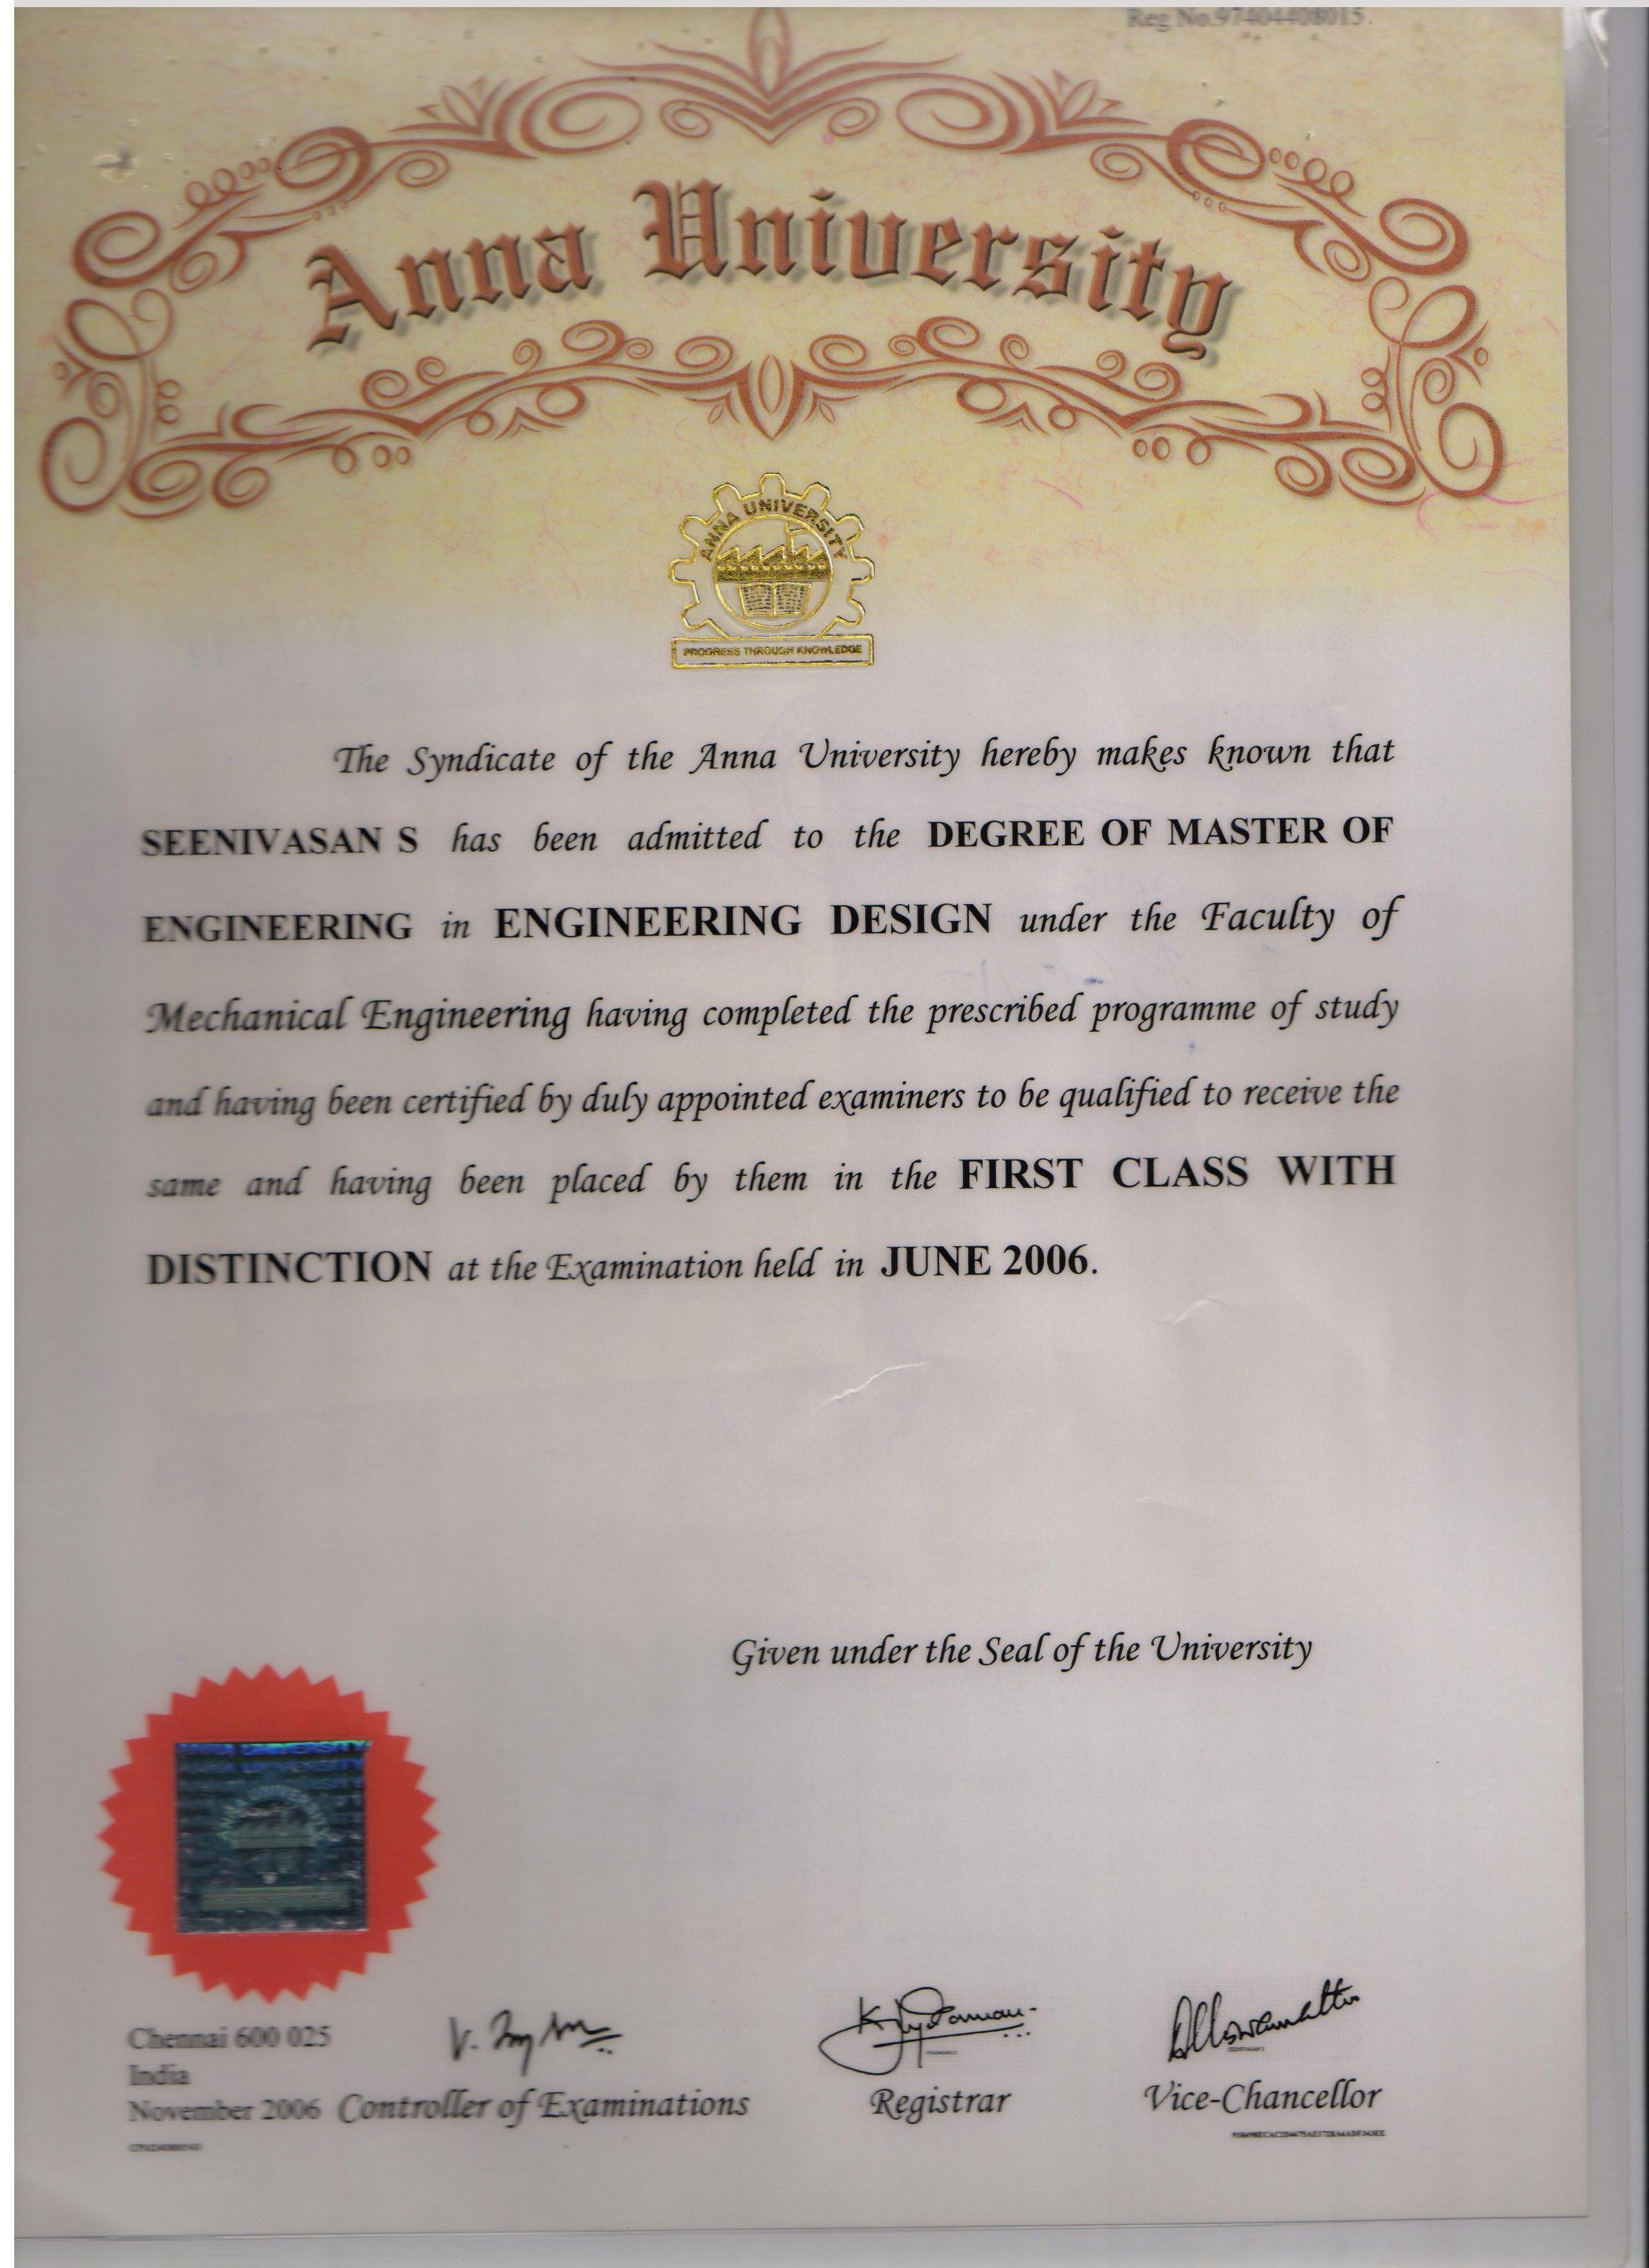 Reg No.97404408015.
Anna University
ANNA UNIVERSITY
PROGRESS THROUGH KNOWLEDGE
The Syndicate of the Anna University hereby makes known that
SEENIVASAN S has been admitted to the DEGREE OF MASTER OF
ENGINEERING in ENGINEERING DESIGN under the Faculty of
Mechanical Engineering having completed the prescribed programme of study
and having been certified by duly appointed examiners to be qualified to receive the
same and having been placed by them in the FIRST CLASS WITH
DISTINCTION at the Examination held in JUNE 2006.
Given under the Seal of the University
ANNA UNIVERSITY
Chennai 600 025
India
November 2006 Controller of Examinations Registrar Vice-Chancellor